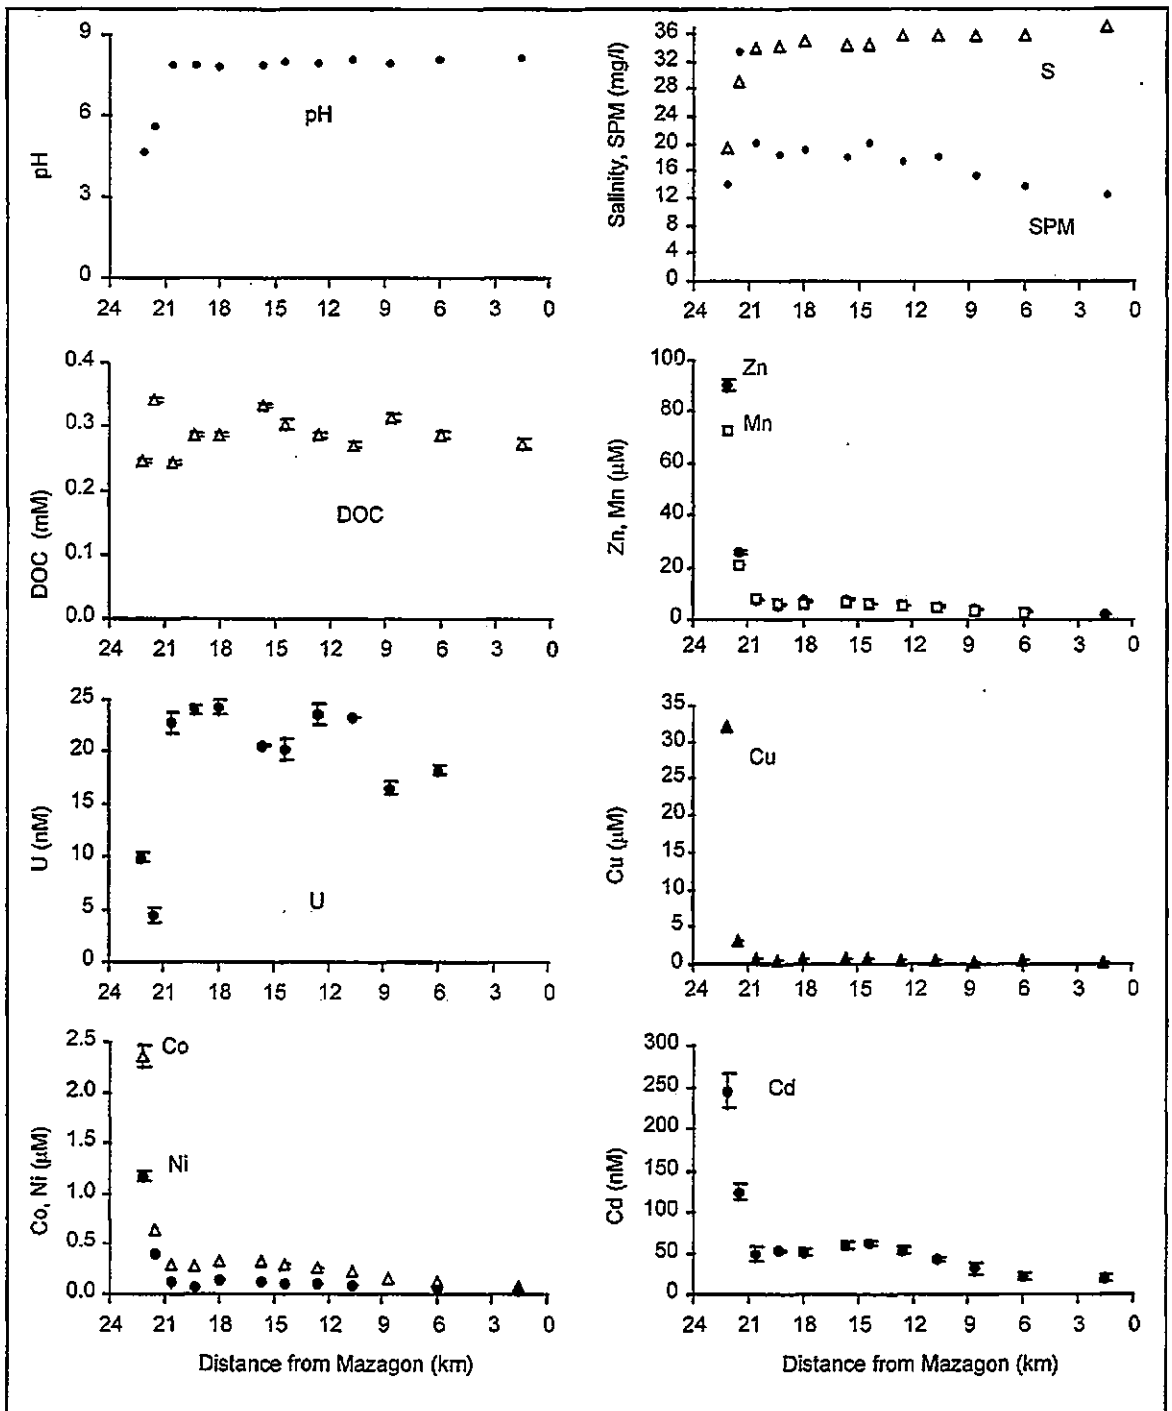 9
6
3
0
pH
pH
24 21 18 15 12 9 6 3 0
36
32
28
24
20
16
12
8
4
0
Salinity, SPM (mg/l)
S
SPM
24 21 18 15 12 9 6 3 0
0.4
0.3
0.2
0.1
0.0
DOC (mM)
DOC
24 21 18 15 12 9 6 3 0
100
80
60
40
20
0
Zn, Mn (µM)
Zn
Mn
24 21 18 15 12 9 6 3 0
25
20
15
10
5
0
U (nM)
U
24 21 18 15 12 9 6 3 0
35
30
25
20
15
10
5
0
Cu (µM)
Cu
24 21 18 15 12 9 6 3 0
2.5
2.0
1.5
1.0
0.5
0.0
Co, Ni (µM)
Co
Ni
24 21 18 15 12 9 6 3 0
Distance from Mazagon (km)
300
250
200
150
100
50
0
Cd (nM)
Cd
24 21 18 15 12 9 6 3 0
Distance from Mazagon (km)